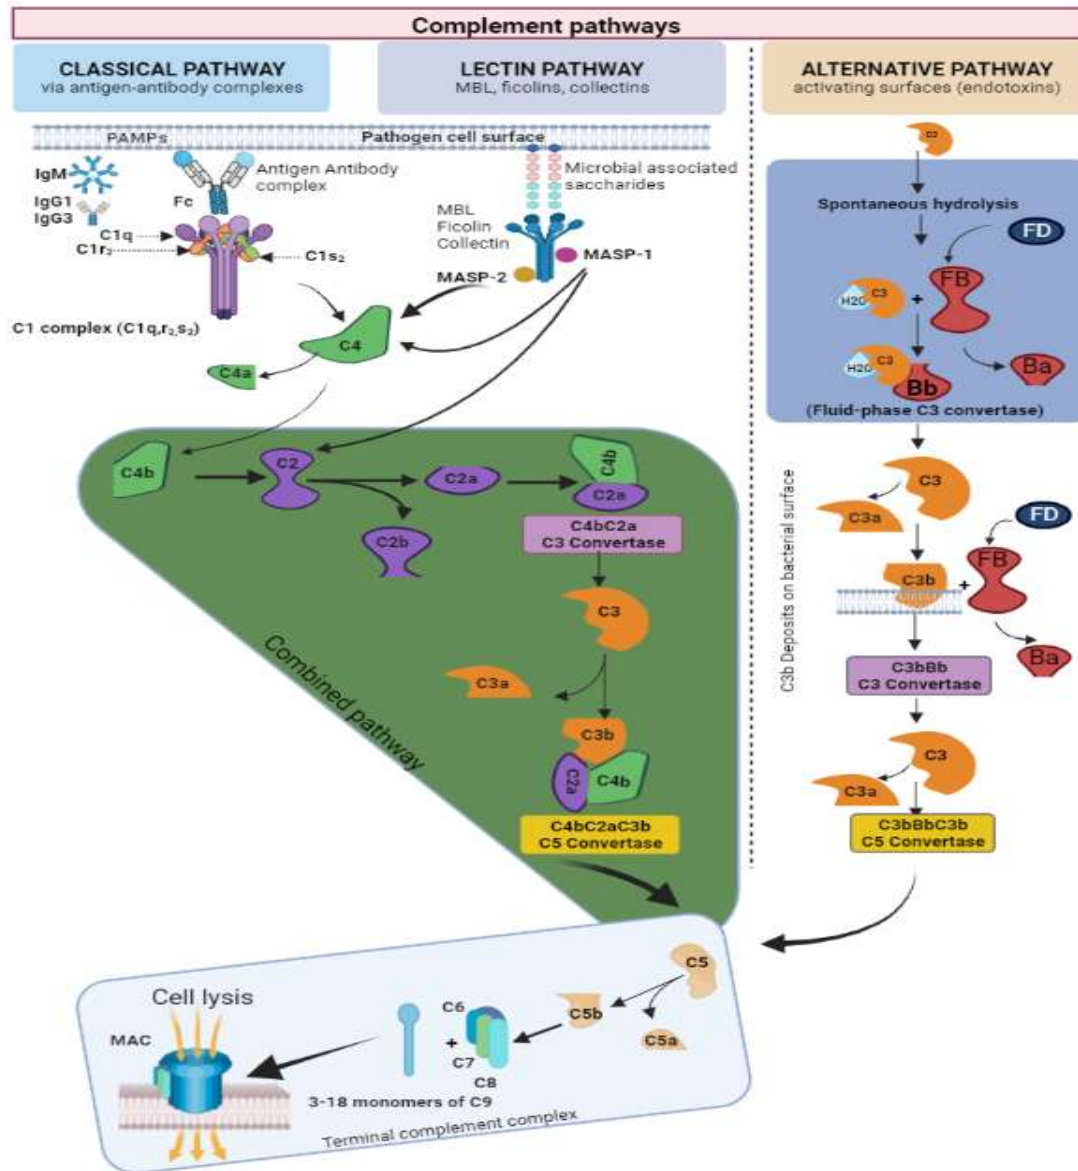 Complement pathways
CLASSICAL PATHWAY
via antigen-antibody complexes
LECTIN PATHWAY
MBL, ficolins, collectins
ALTERNATIVE PATHWAY
activating surfaces (endotoxins)
PAMPs
Pathogen cell surface
IgM
IgG1
IgG3
Fc
Antigen Antibody
complex
C1q
C1r2
C1s2
C1 complex (C1q,r2,s2)
Microbial associated
saccharides
MBL
Ficolin
Collectin
MASP-1
MASP-2
C4
C4a
C4b
C2
C2a
C2b
C4b
C2a
C4bC2a
C3 Convertase
C3
C3a
C3b
C2a
C4b
C4bC2aC3b
C5 Convertase
Combined pathway
C3
Spontaneous hydrolysis
FD
FB
H2O
C3
+
H2O
C3
Bb
Ba
(Fluid-phase C3 convertase)
C3
C3a
FD
FB
C3b
+
Ba
C3b Deposits on bacterial surface
C3bBb
C3 Convertase
C3
C3a
C3bBbC3b
C5 Convertase
C5
C5b
C5a
C6
C7
C8
+
3-18 monomers of C9
Cell lysis
MAC
Terminal complement complex